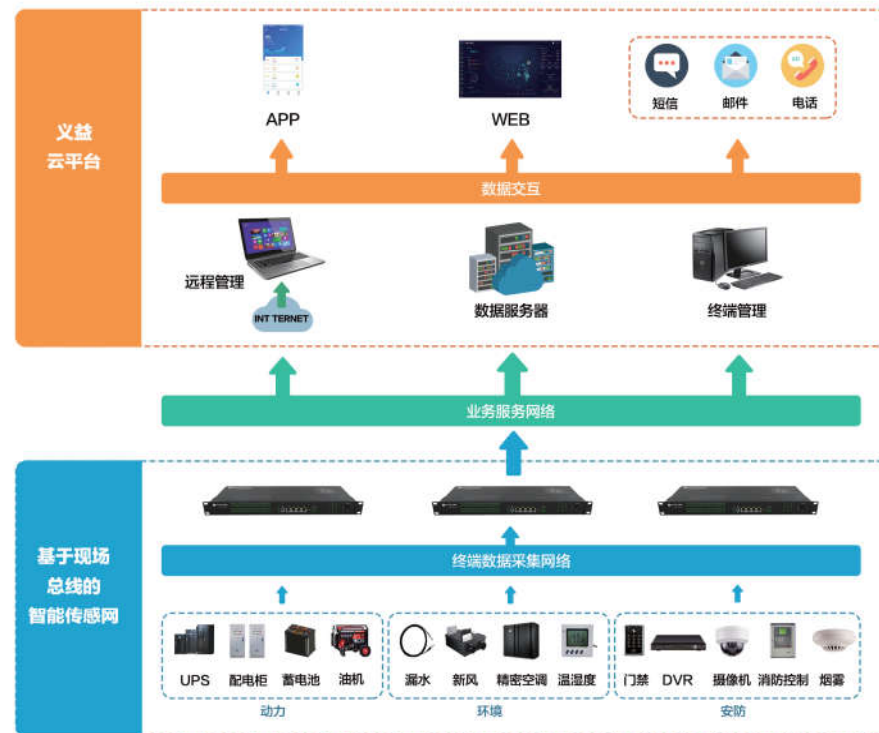 义益
云平台
APP
WEB
短信
邮件
电话
数据交互
远程管理
INT TERNET
数据服务器
终端管理
业务服务网络
基于现场
总线的
智能传感网
终端数据采集网络
UPS
配电柜
蓄电池
油机
漏水
新风
精密空调
温湿度
门禁
DVR
摄像机
消防控制
烟雾
动力
环境
安防